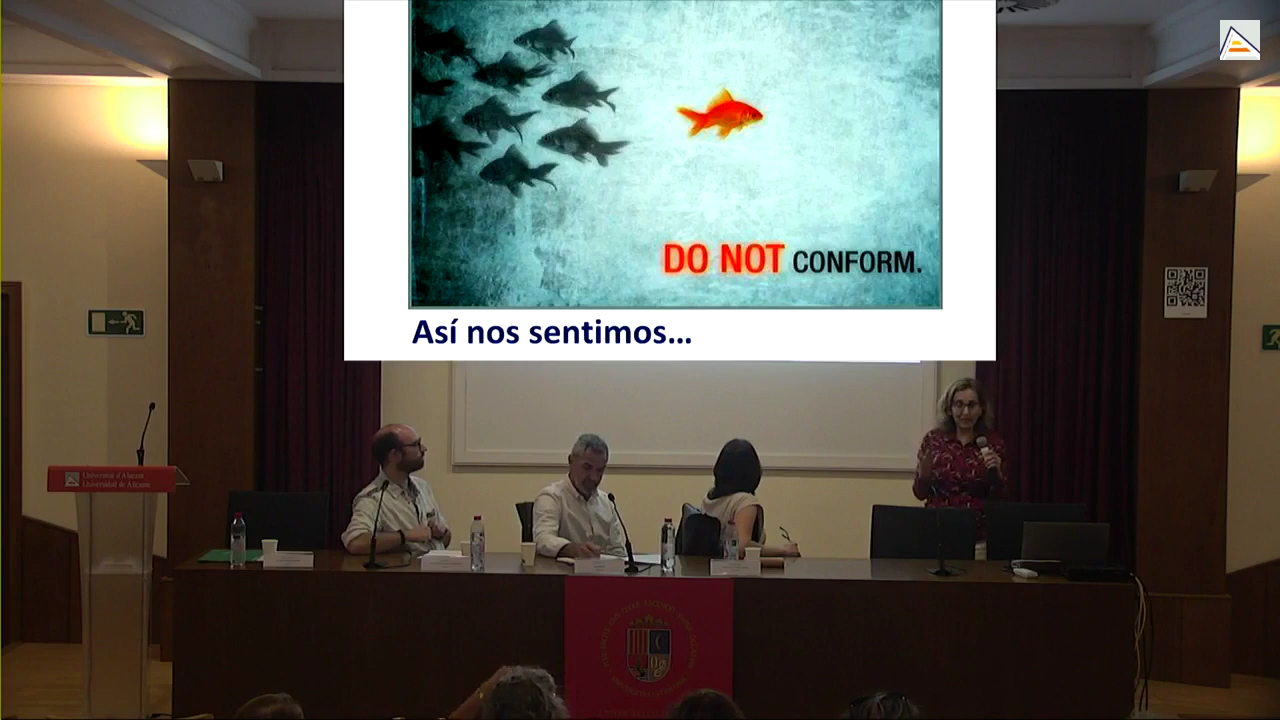 DO NOT CONFORM.
Así nos sentimos...
Universitat d'Alacant
Universidad de Alicante